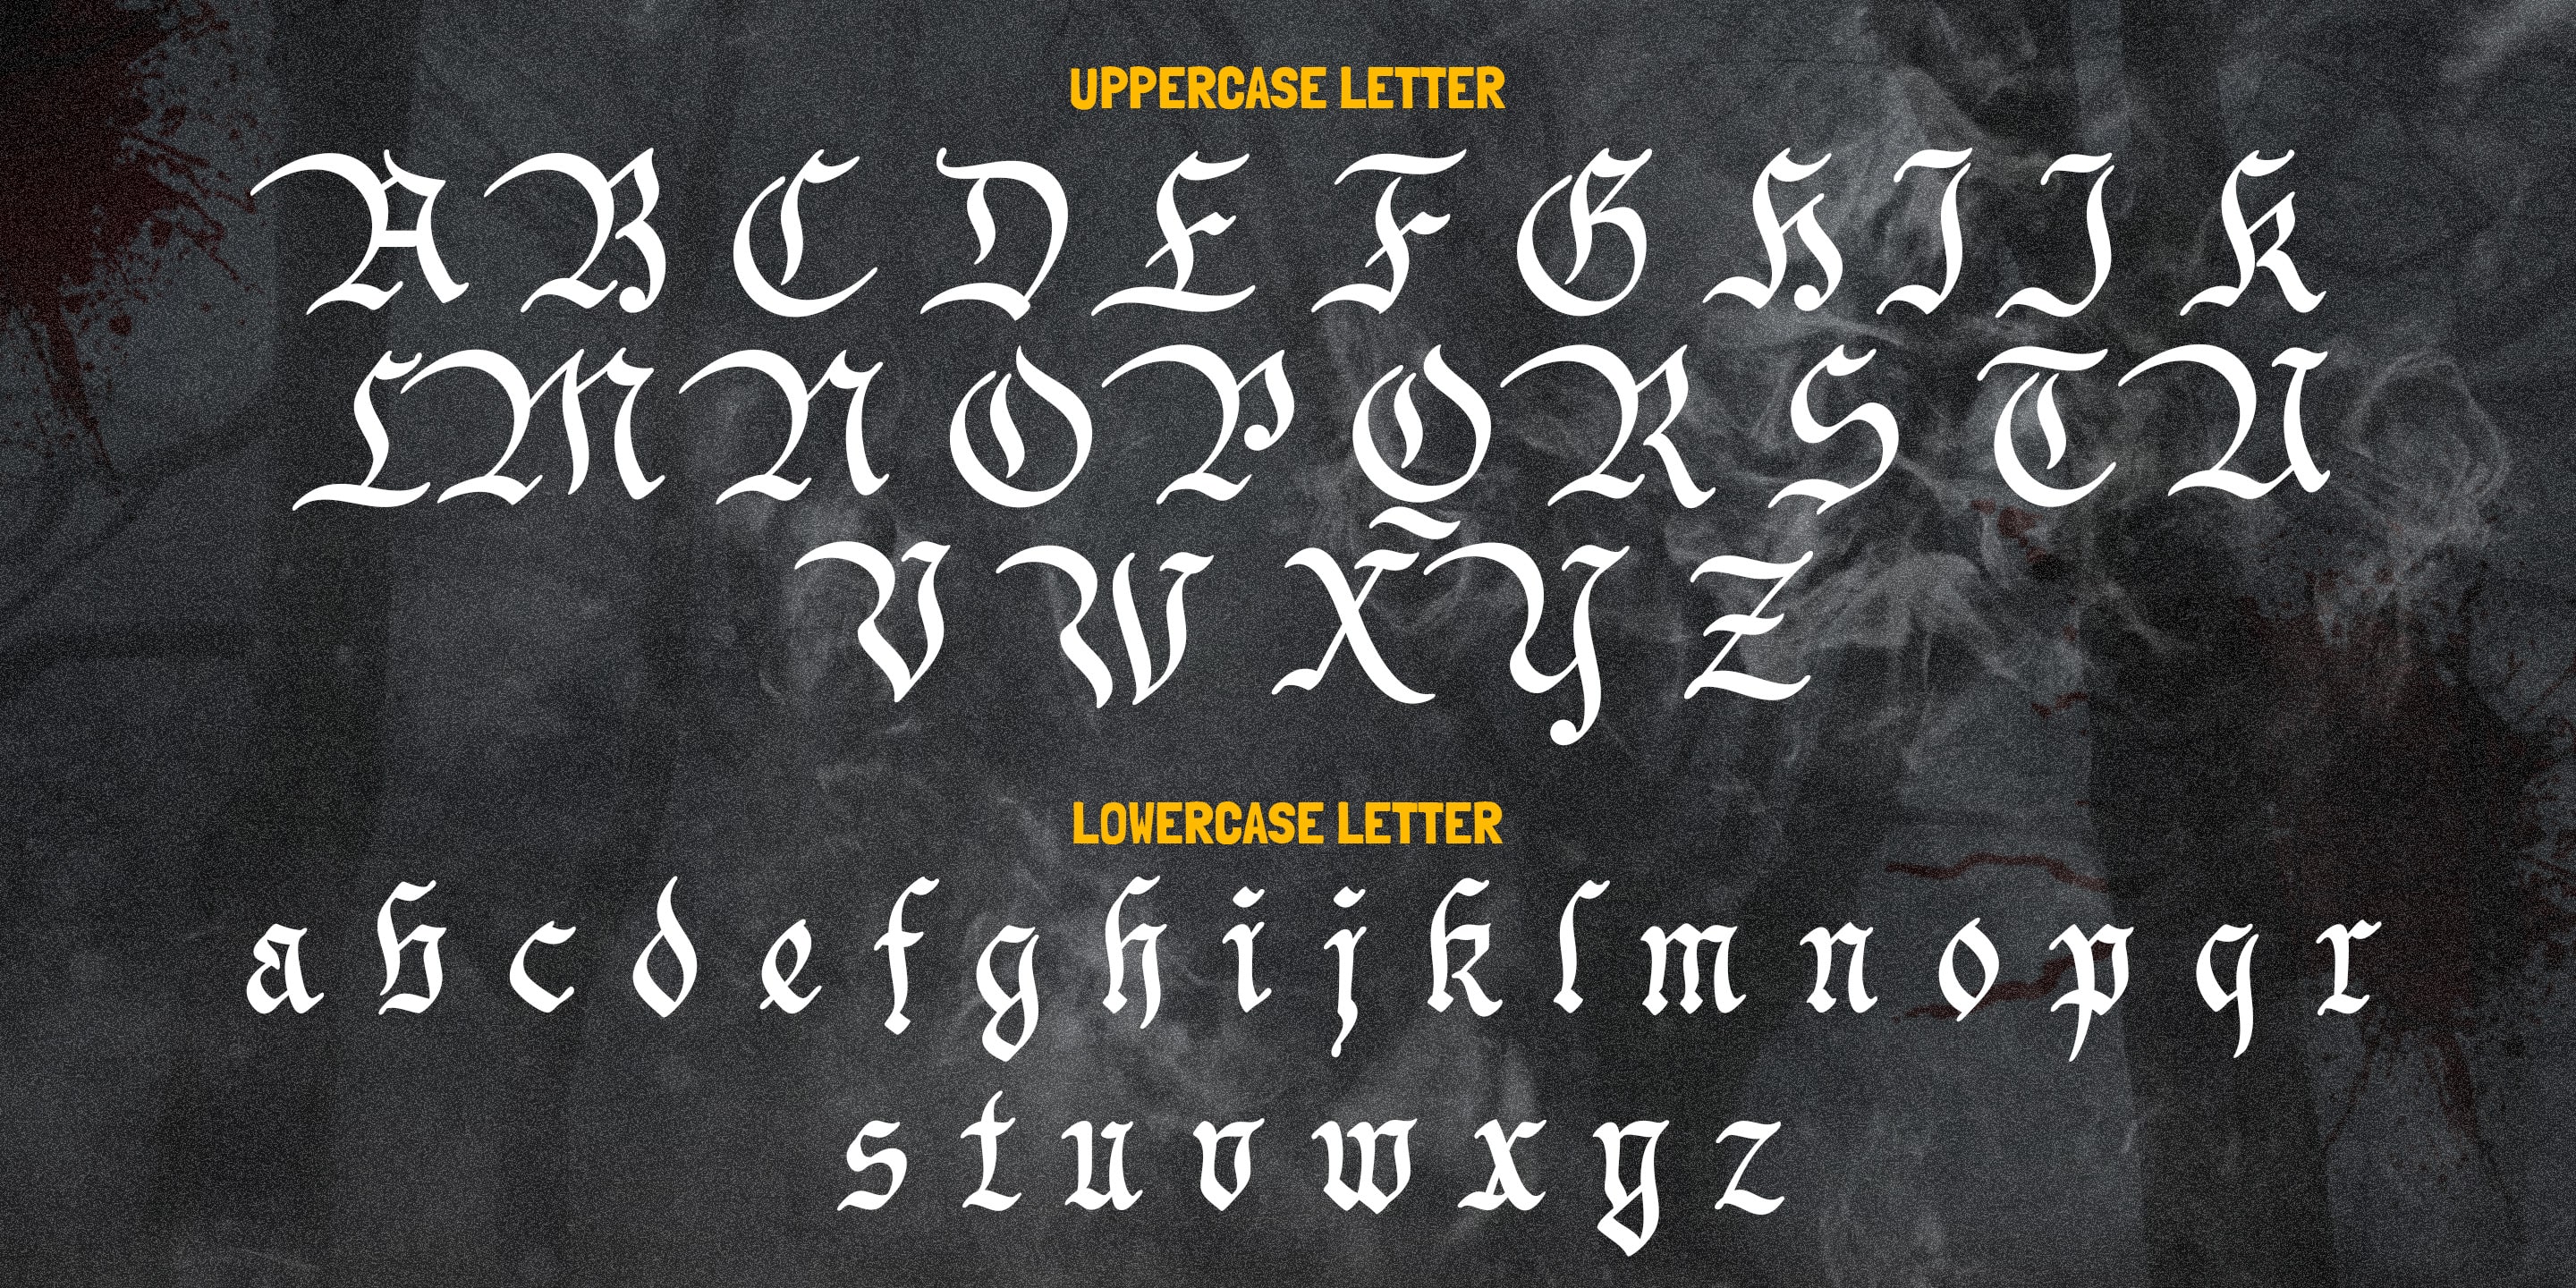 UPPERCASE LETTER
A B C D E F G H I J K
L M N O P Q R S T U
V W X Y Z
LOWERCASE LETTER
a b c d e f g h i j k l m n o p q r
s t u v w x y z